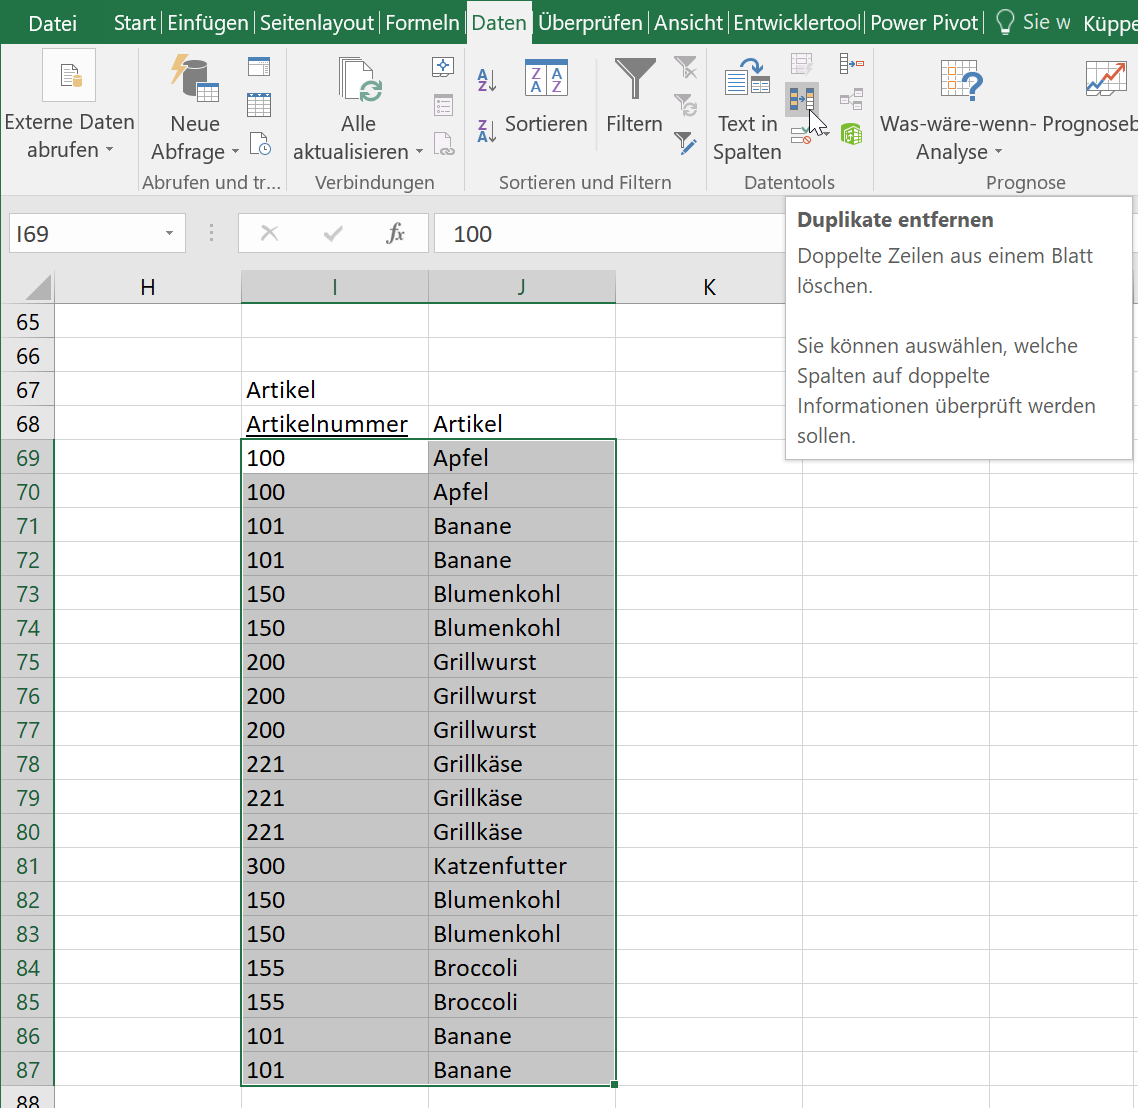 Datei Start Einfügen Seitenlayout Formeln Daten Überprüfen Ansicht Entwicklertool Power Pivot Sie w Küppe
Externe Daten abrufen
Neue Abfrage
Abrufen und tr...
Alle aktualisieren
Verbindungen
A Z
Z A
Z A A Z
Sortieren
Filtern
Sortieren und Filtern
Text in Spalten
Datentools
Was-wäre-wenn-Analyse
Prognoseb
Prognose
I69 fx 100
Duplikate entfernen
Doppelte Zeilen aus einem Blatt
löschen.
Sie können auswählen, welche
Spalten auf doppelte
Informationen überprüft werden
sollen.
H I J K
65
66
67 Artikel
68 Artikelnummer Artikel
69 100 Apfel
70 100 Apfel
71 101 Banane
72 101 Banane
73 150 Blumenkohl
74 150 Blumenkohl
75 200 Grillwurst
76 200 Grillwurst
77 200 Grillwurst
78 221 Grillkäse
79 221 Grillkäse
80 221 Grillkäse
81 300 Katzenfutter
82 150 Blumenkohl
83 150 Blumenkohl
84 155 Broccoli
85 155 Broccoli
86 101 Banane
87 101 Banane
88